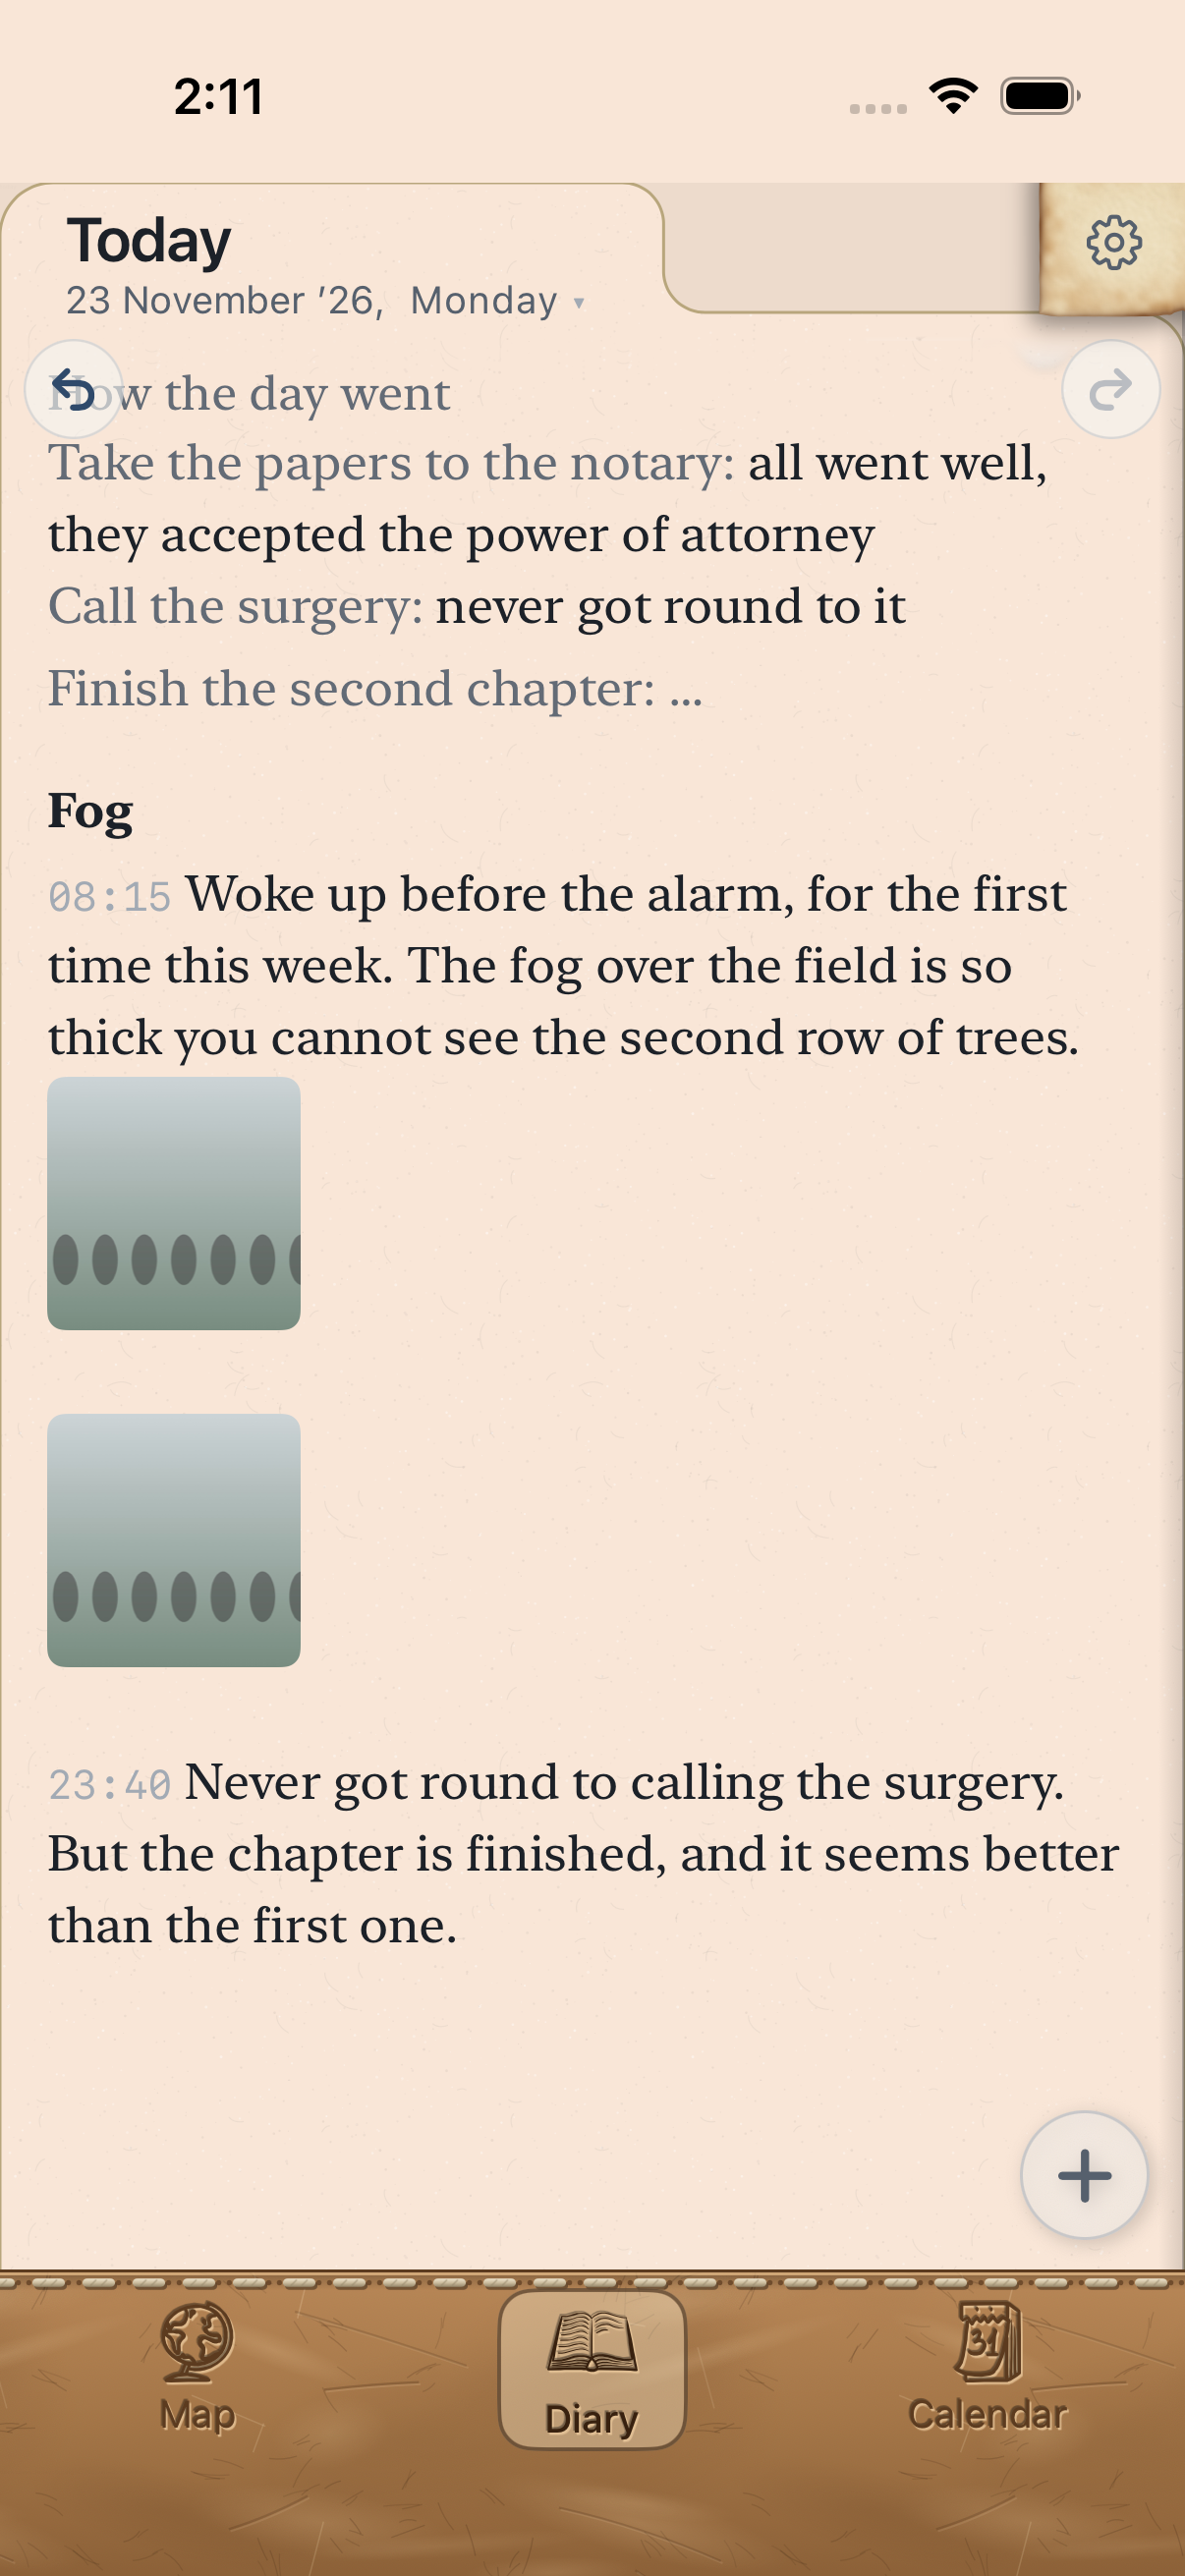 2:11
Today
23 November ’26, Monday ▾
How the day went
Take the papers to the notary: all went well,
they accepted the power of attorney
Call the surgery: never got round to it
Finish the second chapter: ...
Fog
08:15 Woke up before the alarm, for the first
time this week. The fog over the field is so
thick you cannot see the second row of trees.
23:40 Never got round to calling the surgery.
But the chapter is finished, and it seems better
than the first one.
31
Map
Diary
Calendar